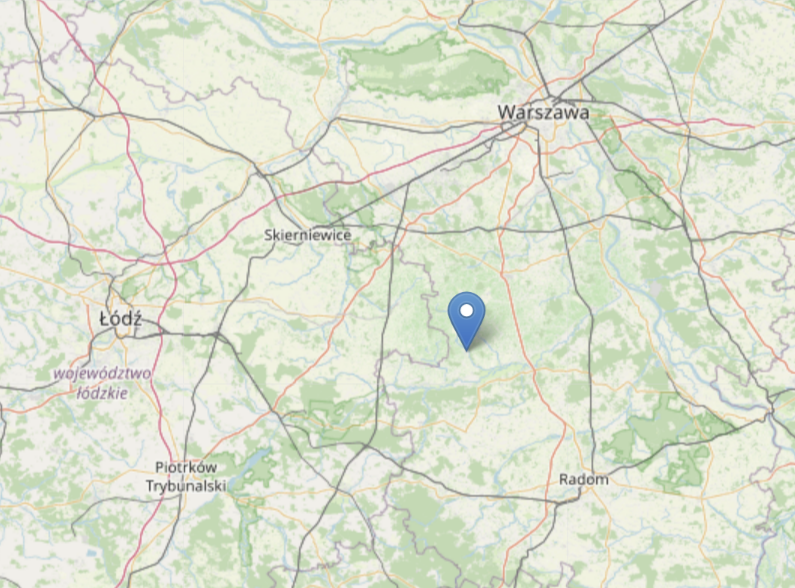 Warszawa
Skierniewice
Łódź
województwo
łódzkie
Piotrków
Trybunalski
Radom